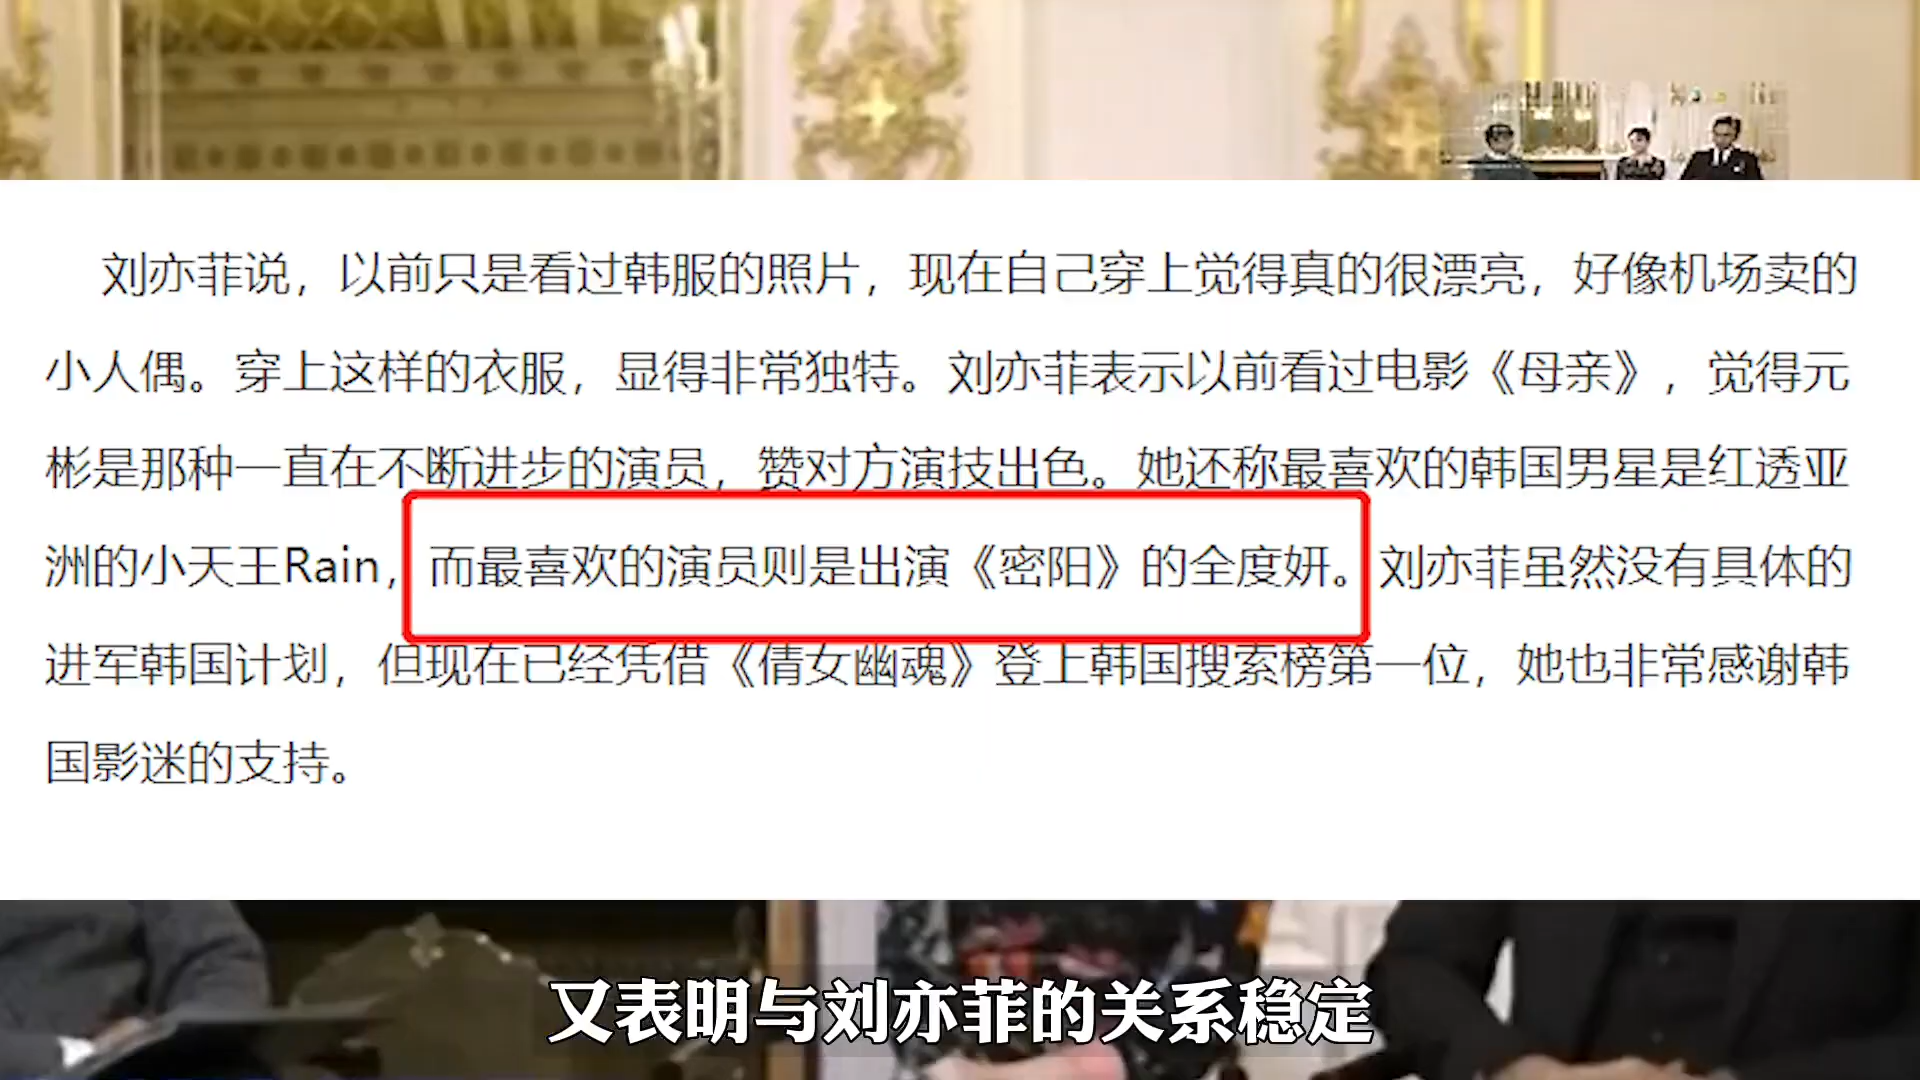 刘亦菲说，以前只是看过韩服的照片，现在自己穿上觉得真的很漂亮，好像机场卖的
小人偶。穿上这样的衣服，显得非常独特。刘亦菲表示以前看过电影《母亲》，觉得元
彬是那种一直在不断进步的演员，赞对方演技出色。她还称最喜欢的韩国男星是红透亚
洲的小天王Rain，而最喜欢的演员则是出演《密阳》的全度妍。刘亦菲虽然没有具体的
进军韩国计划，但现在已经凭借《倩女幽魂》登上韩国搜索榜第一位，她也非常感谢韩
国影迷的支持。
又表明与刘亦菲的关系稳定